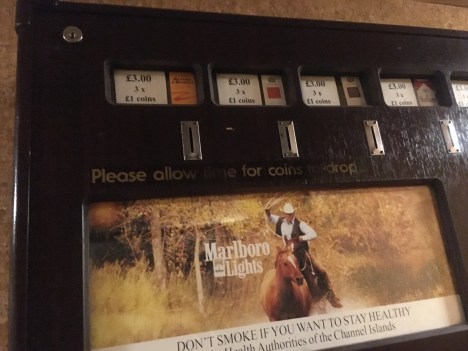 £3.00
3 x
£1 coins
£3.00
3 x
£1 coins
£3.00
3 x
£1 coins
£3.00
3 x
£1 coins
Please allow time for coins to drop
Marlboro
Lights
DON'T SMOKE IF YOU WANT TO STAY HEALTHY
Health Authorities of the Channel Islands